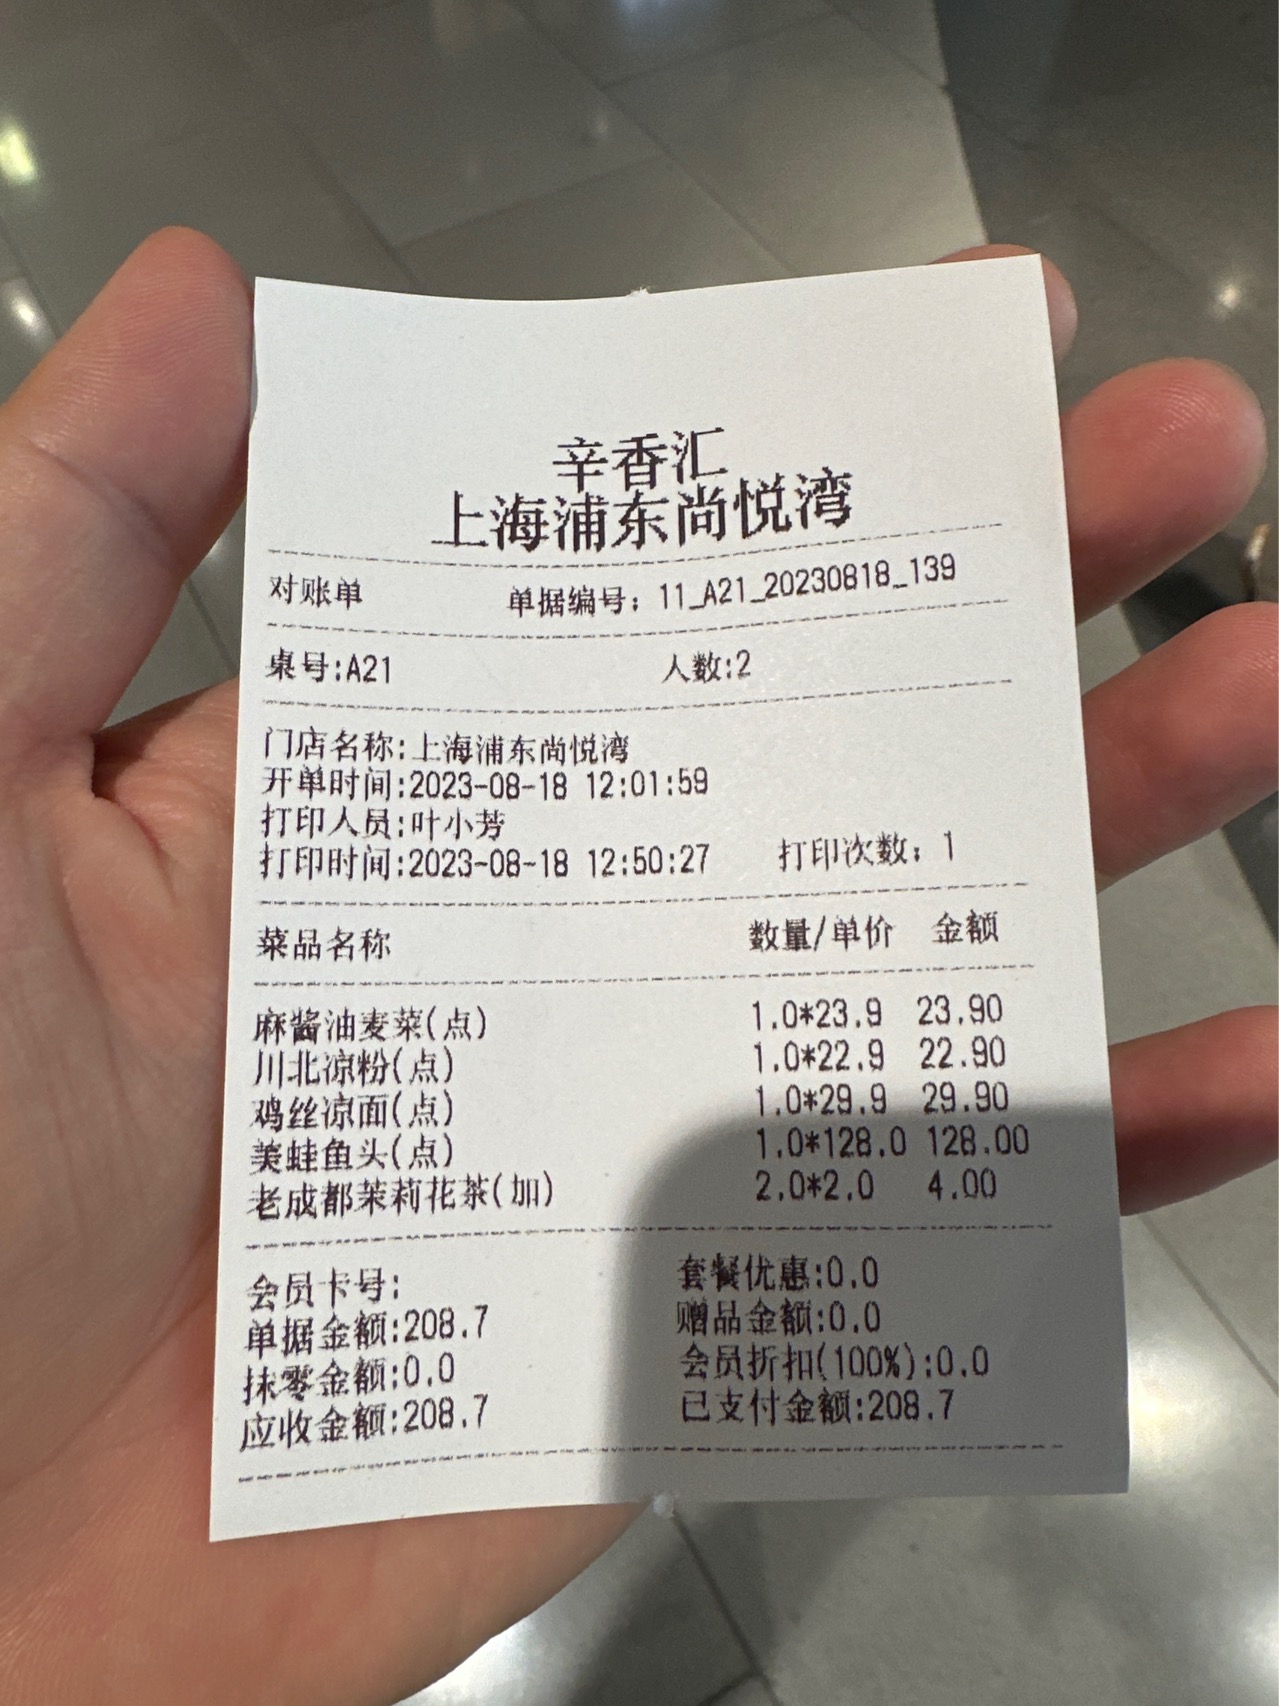 辛香汇
上海浦东尚悦湾
对账单 单据编号：11_A21_20230818_139
桌号:A21 人数:2
门店名称:上海浦东尚悦湾
开单时间:2023-08-18 12:01:59
打印人员:叶小芳
打印时间:2023-08-18 12:50:27 打印次数：1
菜品名称 数量/单价 金额
麻酱油麦菜(点) 1.0*23.9 23.90
川北凉粉(点) 1.0*22.9 22.90
鸡丝凉面(点) 1.0*29.9 29.90
美蛙鱼头(点) 1.0*128.0 128.00
老成都茉莉花茶(加) 2.0*2.0 4.00
会员卡号: 套餐优惠:0.0
单据金额:208.7 赠品金额:0.0
抹零金额:0.0 会员折扣(100%):0.0
应收金额:208.7 已支付金额:208.7